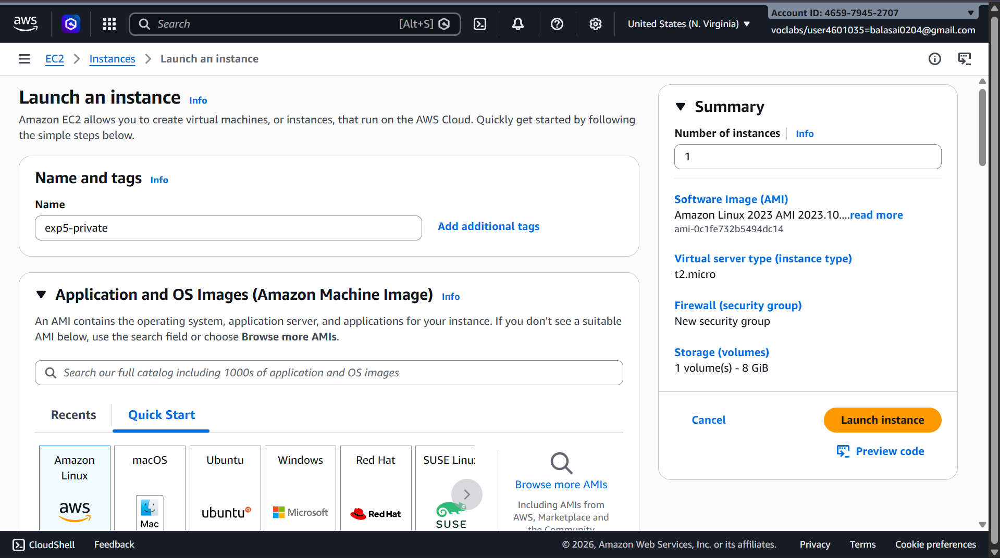 aws
Search
[Alt+S]
United States (N. Virginia)
Account ID: 4659-7945-2707
voclabs/user4601035=balasai0204@gmail.com
EC2
Instances
Launch an instance
Launch an instance
Info
Amazon EC2 allows you to create virtual machines, or instances, that run on the AWS Cloud. Quickly get started by following
the simple steps below.
Name and tags
Info
Name
exp5-private
Add additional tags
Application and OS Images (Amazon Machine Image)
Info
An AMI contains the operating system, application server, and applications for your instance. If you don't see a suitable
AMI below, use the search field or choose Browse more AMIs.
Search our full catalog including 1000s of application and OS images
Recents
Quick Start
Amazon
Linux
aws
macOS
Mac
Ubuntu
ubuntu
Windows
Microsoft
Red Hat
Red Hat
SUSE Linu
SUSE
Browse more AMIs
Including AMIs from
AWS, Marketplace and
the Community
Summary
Number of instances
Info
1
Software Image (AMI)
Amazon Linux 2023 AMI 2023.10....read more
ami-0c1fe732b5494dc14
Virtual server type (instance type)
t2.micro
Firewall (security group)
New security group
Storage (volumes)
1 volume(s) - 8 GiB
Cancel
Launch instance
Preview code
CloudShell
Feedback
© 2026, Amazon Web Services, Inc. or its affiliates.
Privacy
Terms
Cookie preferences